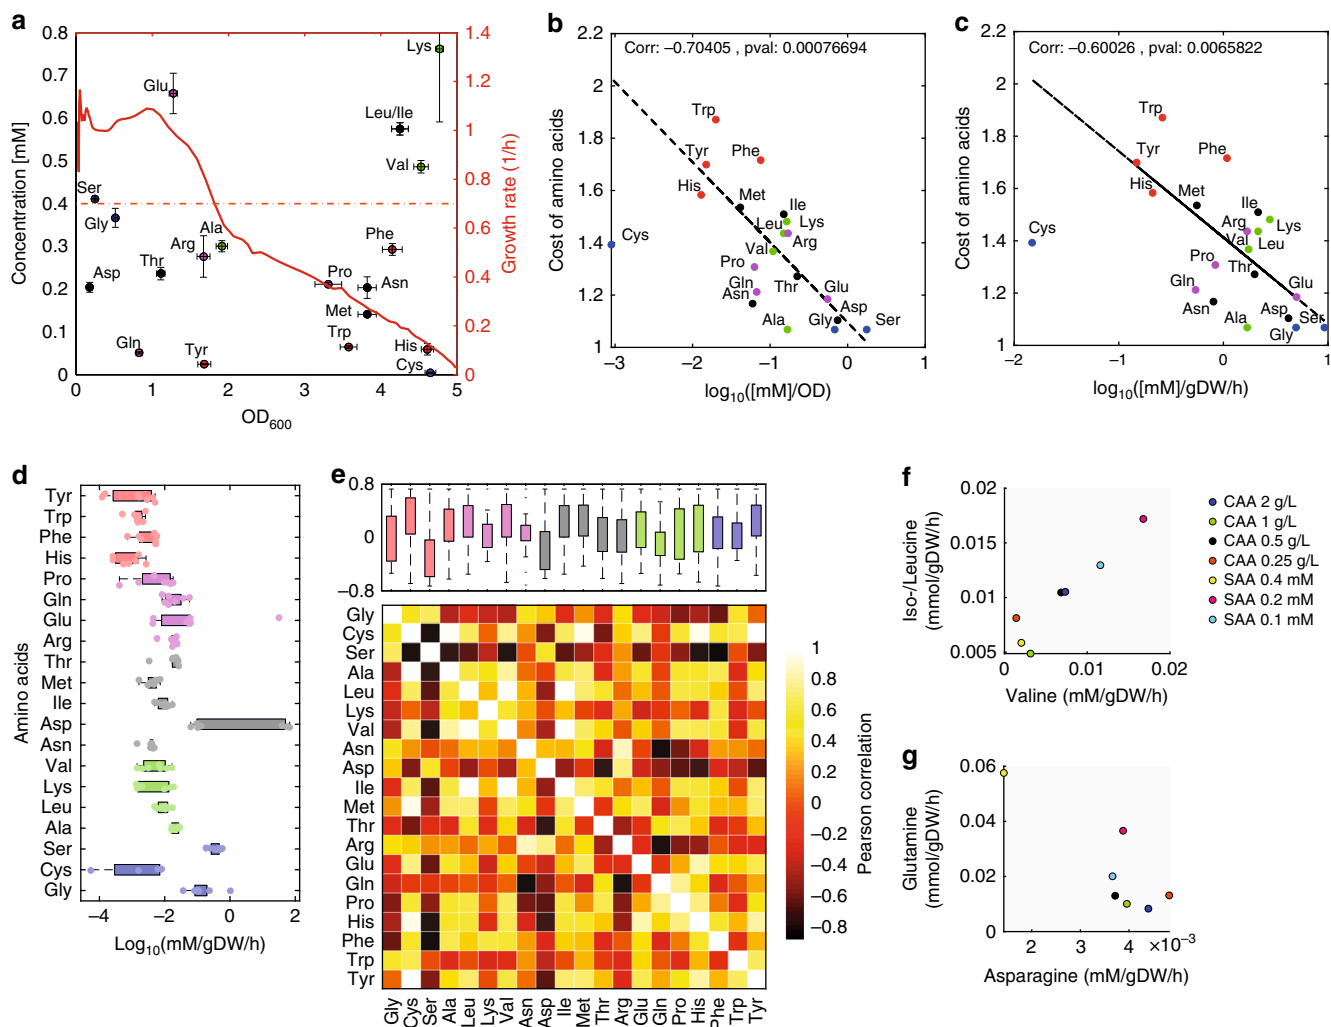 a
0.8
0.7
0.6
0.5
0.4
0.3
0.2
0.1
0
Concentration [mM]
0
1
2
3
4
5
OD600
1.4
1.2
1
0.8
0.6
0.4
0.2
0
Growth rate (1/h)
Lys
Glu
Leu/Ile
Val
Ser
Gly
Ala
Arg
Phe
Thr
Asp
Pro
Asn
Met
Gln
Tyr
Trp
His
Cys
b
Corr: –0.70405 , pval: 0.00076694
2.2
2
1.8
1.6
1.4
1.2
1
Cost of amino acids
Trp
Tyr
Phe
His
Met
Ile
Lys
Leu
Arg
Cys
Val
Pro
Gln
Thr
Glu
Asn
Asp
Ala
Gly
Ser
−3
−2
−1
0
1
log10([mM]/OD)
c
Corr: –0.60026 , pval: 0.0065822
2.2
2
1.8
1.6
1.4
1.2
1
Cost of amino acids
Trp
Tyr
Phe
His
Met
Ile
Arg
Lys
Cys
Val
Leu
Pro
Thr
Gln
Asn
Asp
Ser
Ala
Gly
−2
−1
0
1
log10([mM]/gDW/h)
d
Amino acids
Tyr
Trp
Phe
His
Pro
Gln
Glu
Arg
Thr
Met
Ile
Asp
Asn
Val
Lys
Leu
Ala
Ser
Cys
Gly
−4
−2
0
2
Log10(mM/gDW/h)
e
0.8
0
−0.8
Gly
Cys
Ser
Ala
Leu
Lys
Val
Asn
Asp
Ile
Met
Thr
Arg
Glu
Gln
Pro
His
Phe
Trp
Tyr
Gly
Cys
Ser
Ala
Leu
Lys
Val
Asn
Asp
Ile
Met
Thr
Arg
Glu
Gln
Pro
His
Phe
Trp
Tyr
1
0.8
0.6
0.4
0.2
0
−0.2
−0.4
−0.6
−0.8
Pearson correlation
f
0.02
0.015
0.01
0.005
Iso-/Leucine
(mmol/gDW/h)
0
0.01
0.02
Valine (mM/gDW/h)
CAA 2 g/L
CAA 1 g/L
CAA 0.5 g/L
CAA 0.25 g/L
SAA 0.4 mM
SAA 0.2 mM
SAA 0.1 mM
g
0.06
0.04
0.02
0
Glutamine
(mmol/gDW/h)
2
3
4
×10−3
Asparagine (mM/gDW/h)